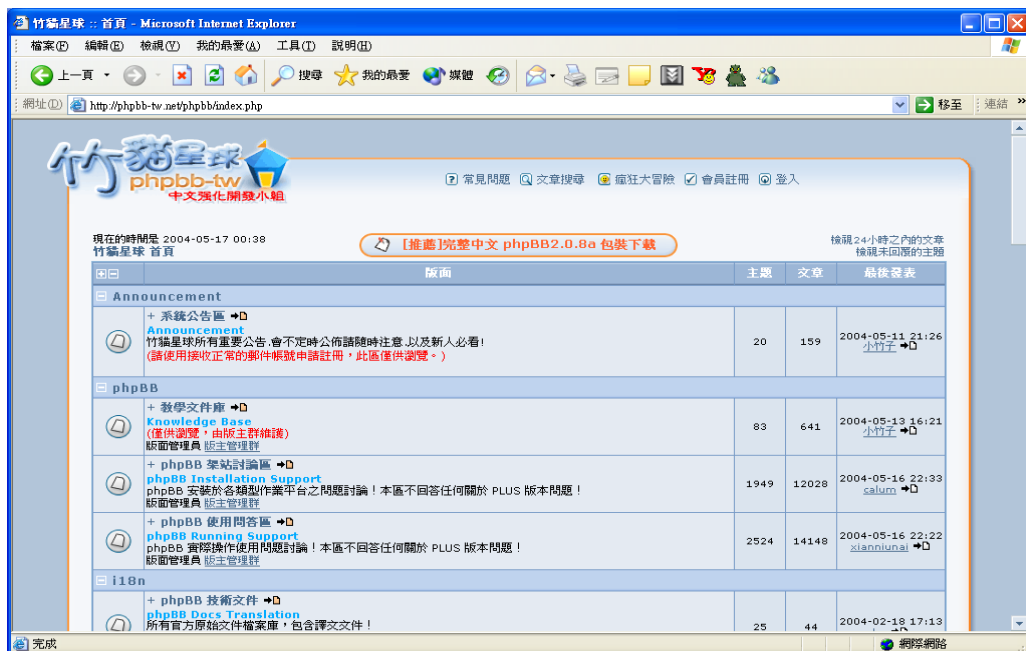 竹貓星球 :: 首頁 - Microsoft Internet Explorer
檔案(F) 編輯(E) 檢視(V) 我的最愛(A) 工具(T) 說明(H)
上一頁 搜尋 我的最愛 媒體
網址(D) http://phpbb-tw.net/phpbb/index.php 移至 連結 »
竹貓星球
phpbb-tw
中文強化開發小組
常見問題 文章搜尋 瘋狂大冒險 會員註冊 登入
現在的時間是 2004-05-17 00:38
竹貓星球 首頁
[推薦]完整中文 phpBB2.0.8a 包裝下載
檢視24小時之內的文章
檢視未回覆的主題
版面 主題 文章 最後發表
Announcement
+ 系統公告區
Announcement
竹貓星球所有重要公告.會不定時公佈請隨時注意.以及新人必看!
(請使用接收正常的郵件帳號申請註冊，此區僅供瀏覽。)
20 159 2004-05-11 21:26
小竹子
phpBB
+ 教學文件庫
Knowledge Base
(僅供瀏覽，由版主群維護)
版面管理員 版主管理群
83 641 2004-05-13 16:21
小竹子
+ phpBB 架站討論區
phpBB Installation Support
phpBB 安裝於各類型作業平台之問題討論！本區不回答任何關於 PLUS 版本問題！
版面管理員 版主管理群
1949 12028 2004-05-16 22:33
calum
+ phpBB 使用問答區
phpBB Running Support
phpBB 實際操作使用問題討論！本區不回答任何關於 PLUS 版本問題！
版面管理員 版主管理群
2524 14148 2004-05-16 22:22
xianniunai
i18n
+ phpBB 技術文件
phpBB Docs Translation
所有官方原始文件檔案庫，包含譯文文件！
25 44 2004-02-18 17:13
完成 網際網路